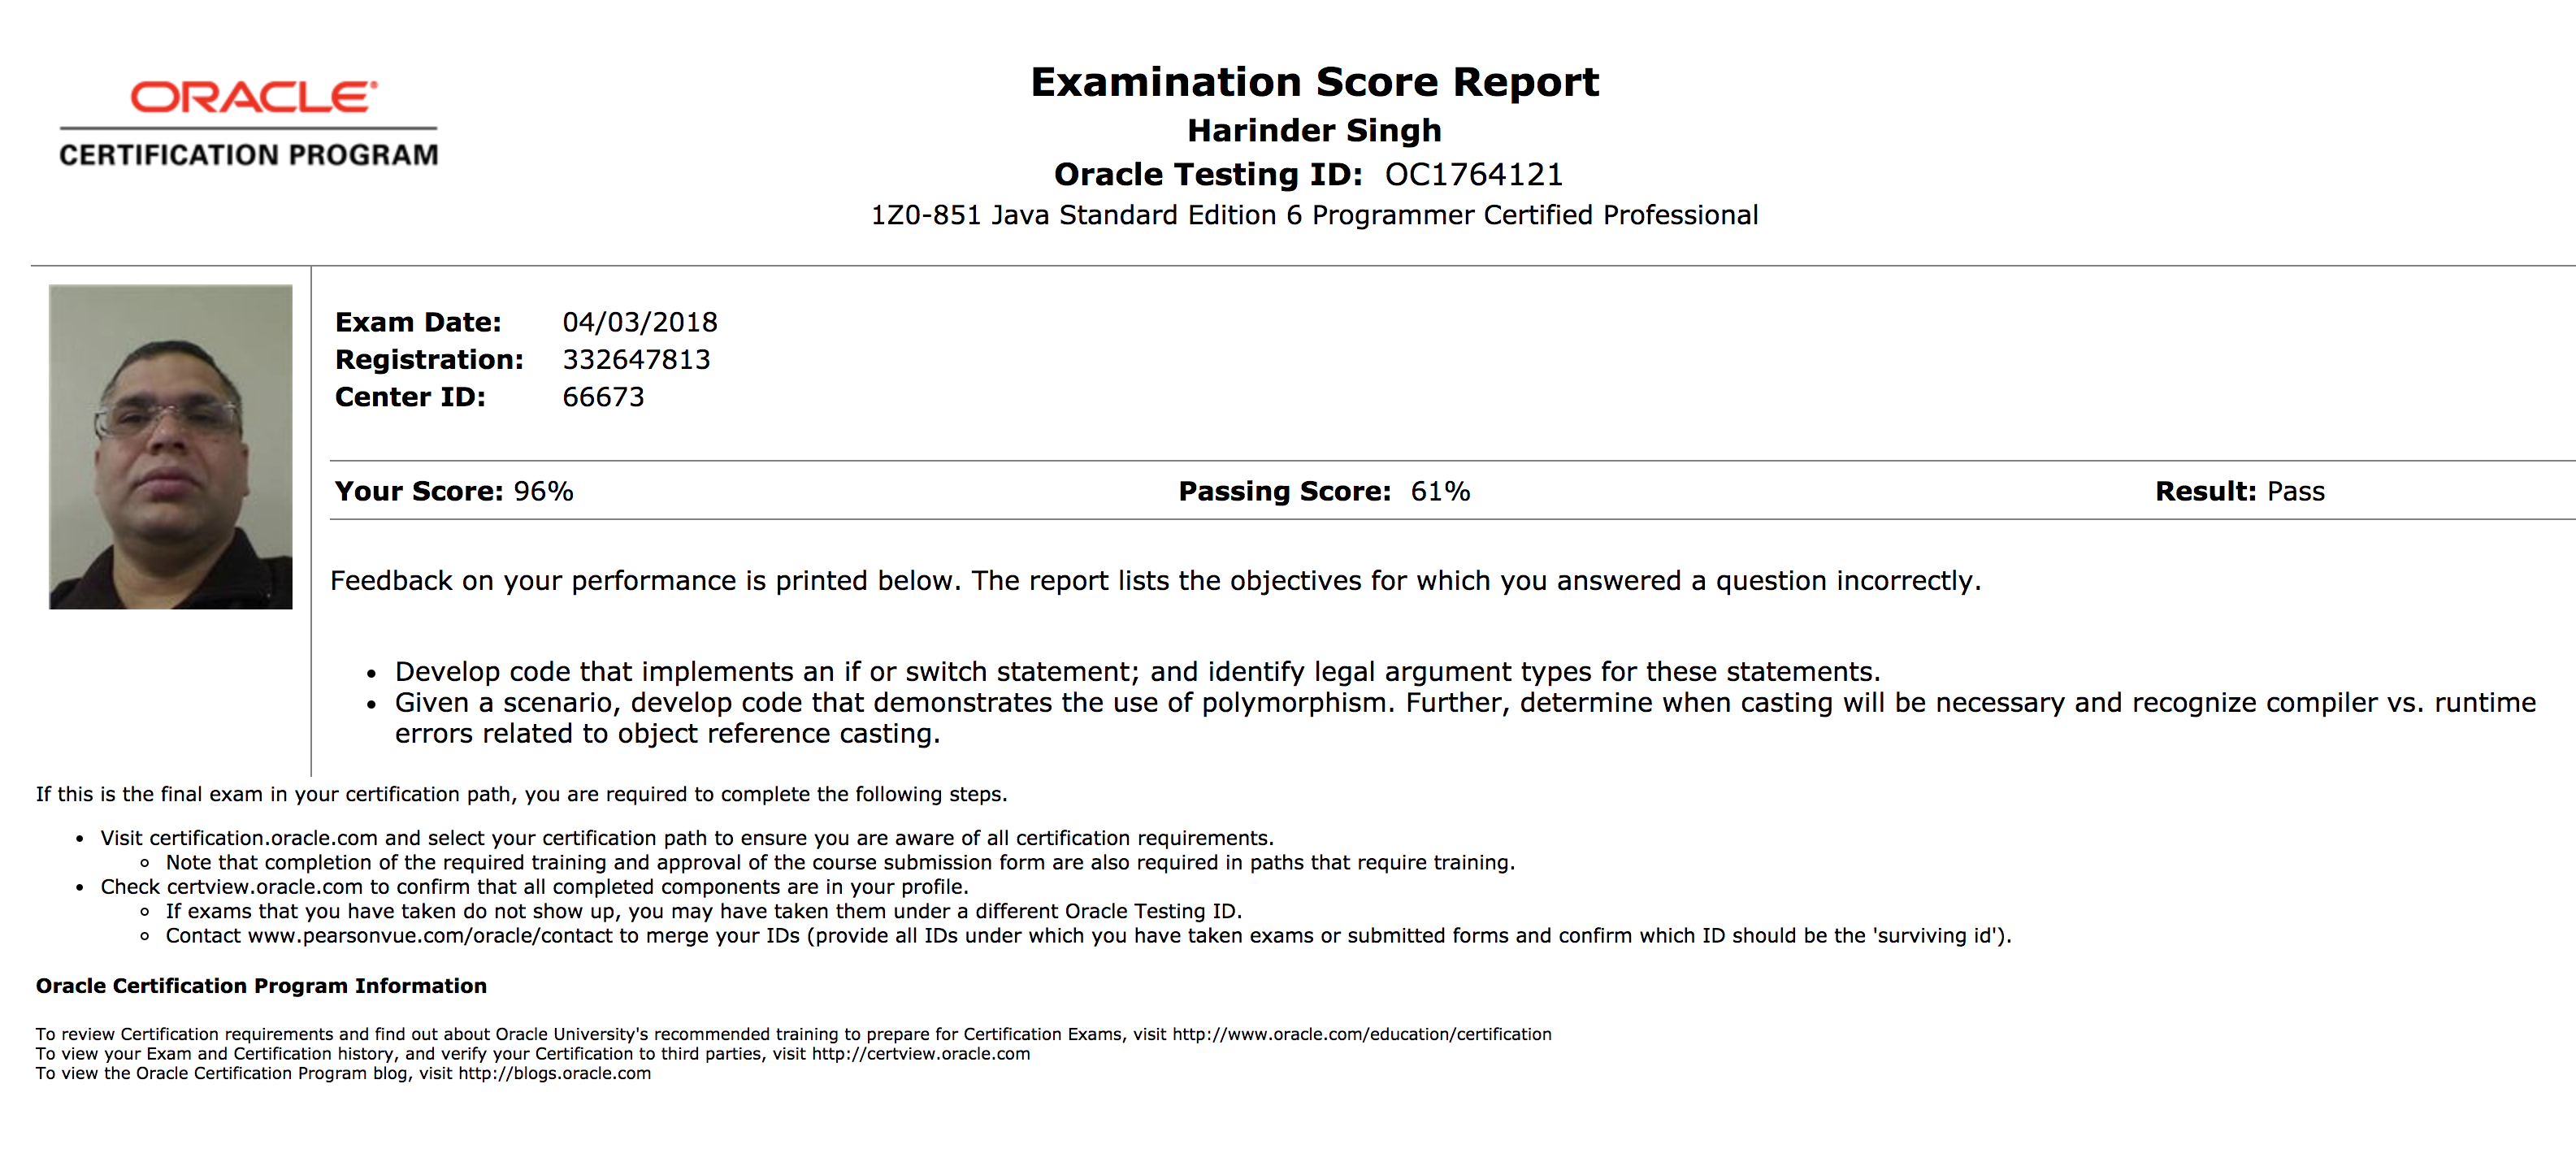 ORACLE®
CERTIFICATION PROGRAM
Examination Score Report
Harinder Singh
Oracle Testing ID: OC1764121
1Z0-851 Java Standard Edition 6 Programmer Certified Professional
Exam Date: 04/03/2018
Registration: 332647813
Center ID: 66673
Your Score: 96% Passing Score: 61% Result: Pass
Feedback on your performance is printed below. The report lists the objectives for which you answered a question incorrectly.
• Develop code that implements an if or switch statement; and identify legal argument types for these statements.
• Given a scenario, develop code that demonstrates the use of polymorphism. Further, determine when casting will be necessary and recognize compiler vs. runtime
errors related to object reference casting.
If this is the final exam in your certification path, you are required to complete the following steps.
• Visit certification.oracle.com and select your certification path to ensure you are aware of all certification requirements.
◦ Note that completion of the required training and approval of the course submission form are also required in paths that require training.
• Check certview.oracle.com to confirm that all completed components are in your profile.
◦ If exams that you have taken do not show up, you may have taken them under a different Oracle Testing ID.
◦ Contact www.pearsonvue.com/oracle/contact to merge your IDs (provide all IDs under which you have taken exams or submitted forms and confirm which ID should be the 'surviving id').
Oracle Certification Program Information
To review Certification requirements and find out about Oracle University's recommended training to prepare for Certification Exams, visit http://www.oracle.com/education/certification
To view your Exam and Certification history, and verify your Certification to third parties, visit http://certview.oracle.com
To view the Oracle Certification Program blog, visit http://blogs.oracle.com